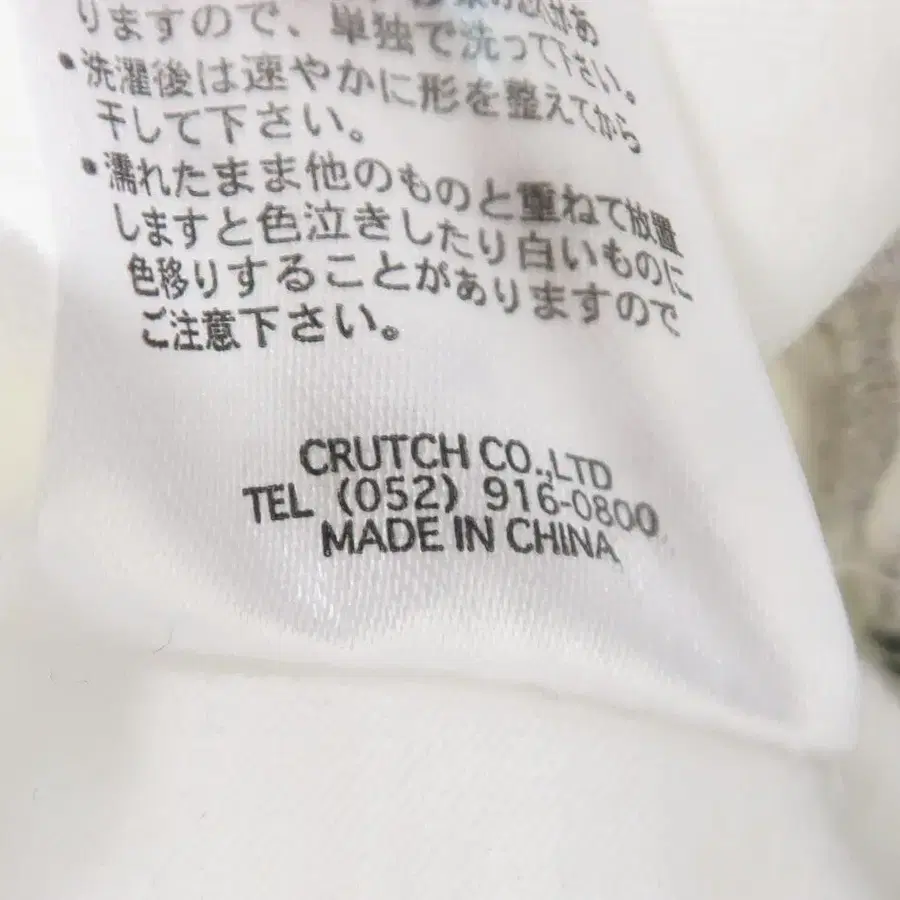 りますので、単独で洗って下さい。
•洗濯後は速やかに形を整えてから
干して下さい。
•濡れたまま他のものと重ねて放置
しますと色泣きしたり白いものに
色移りすることがありますので
ご注意下さい。
CRUTCH CO.,LTD
TEL (052) 916-0800
MADE IN CHINA